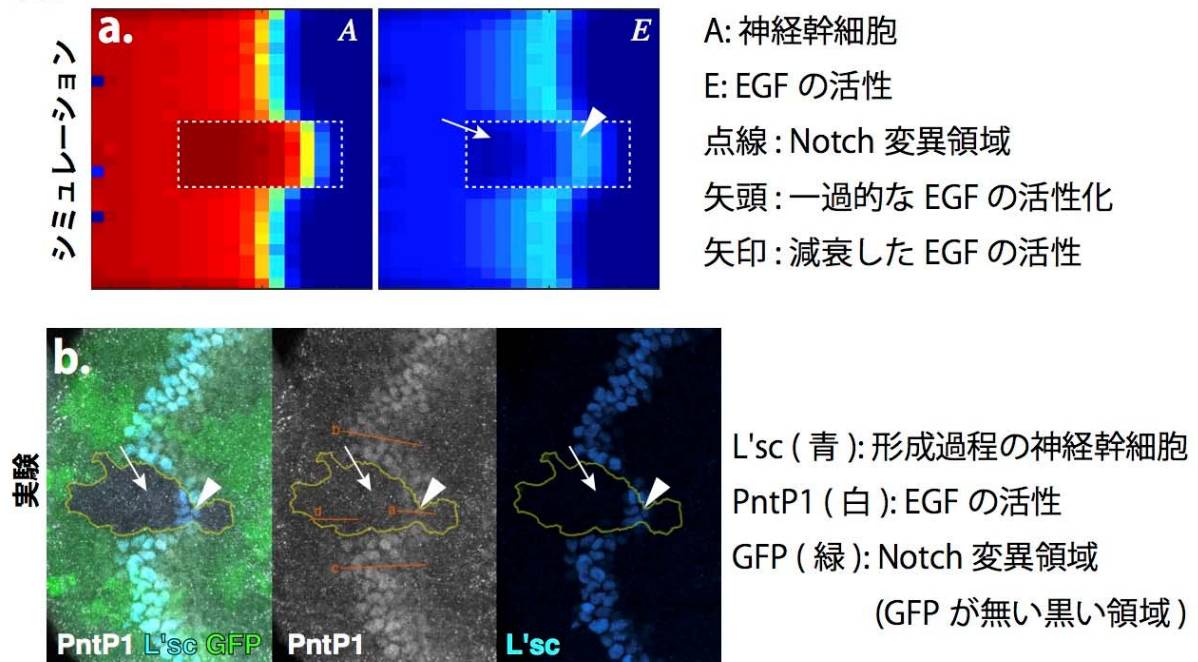 シミュレーション
a.
A
E
A: 神経幹細胞
E: EGF の活性
点線 : Notch 変異領域
矢頭 : 一過的な EGF の活性化
矢印 : 減衰した EGF の活性
実験
b.
PntP1 L'sc GFP
b
a
d
c
PntP1
L'sc
L'sc ( 青 ): 形成過程の神経幹細胞
PntP1 ( 白 ): EGF の活性
GFP ( 緑 ): Notch 変異領域
(GFP が無い黒い領域 )